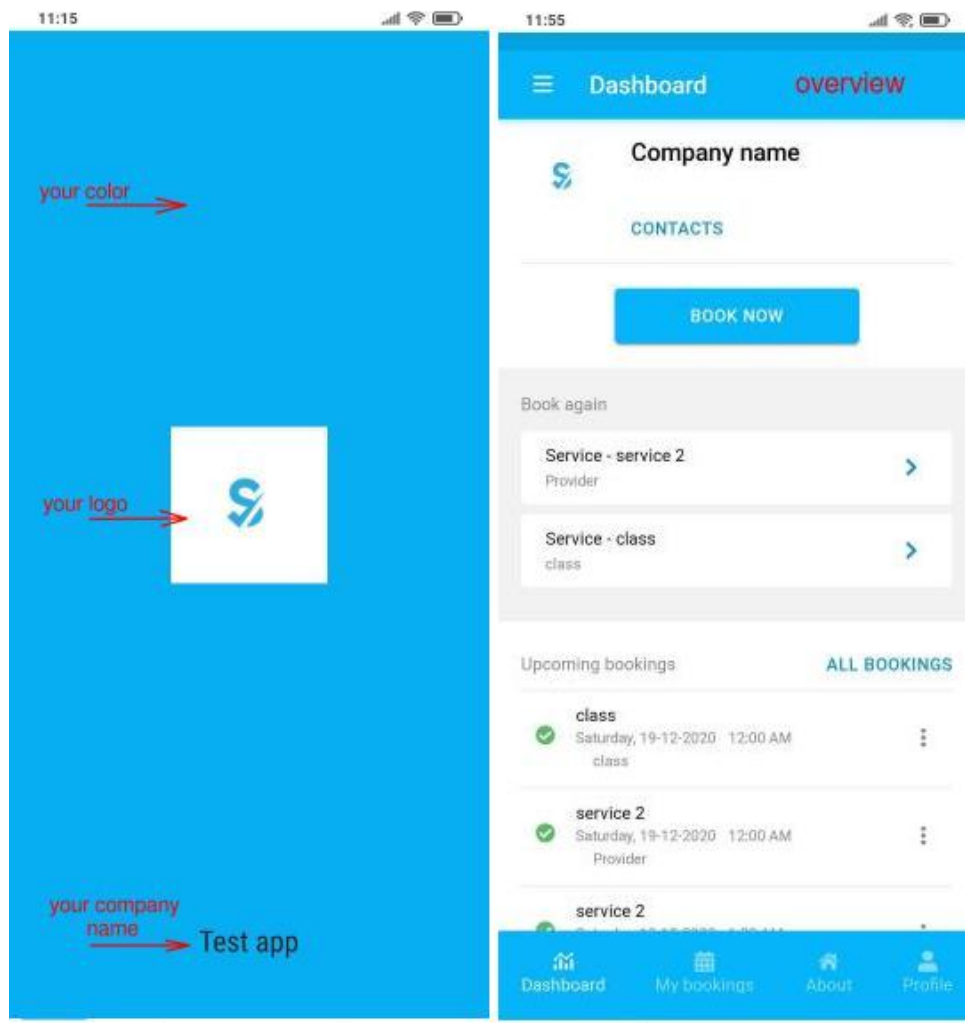 11:15
your color
your logo
your company
name
Test app
11:55
Dashboard
overview
Company name
CONTACTS
BOOK NOW
Book again
Service - service 2
Provider
Service - class
class
Upcoming bookings
ALL BOOKINGS
class
Saturday, 19-12-2020 12:00 AM
class
service 2
Saturday, 19-12-2020 12:00 AM
Provider
service 2
Dashboard
My bookings
About
Profile